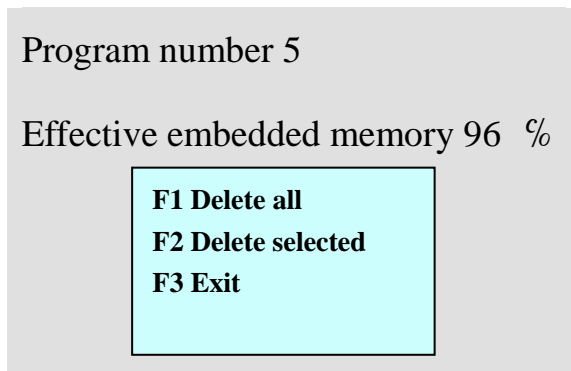 Program number 5
Effective embedded memory 96 %
F1 Delete all
F2 Delete selected
F3 Exit